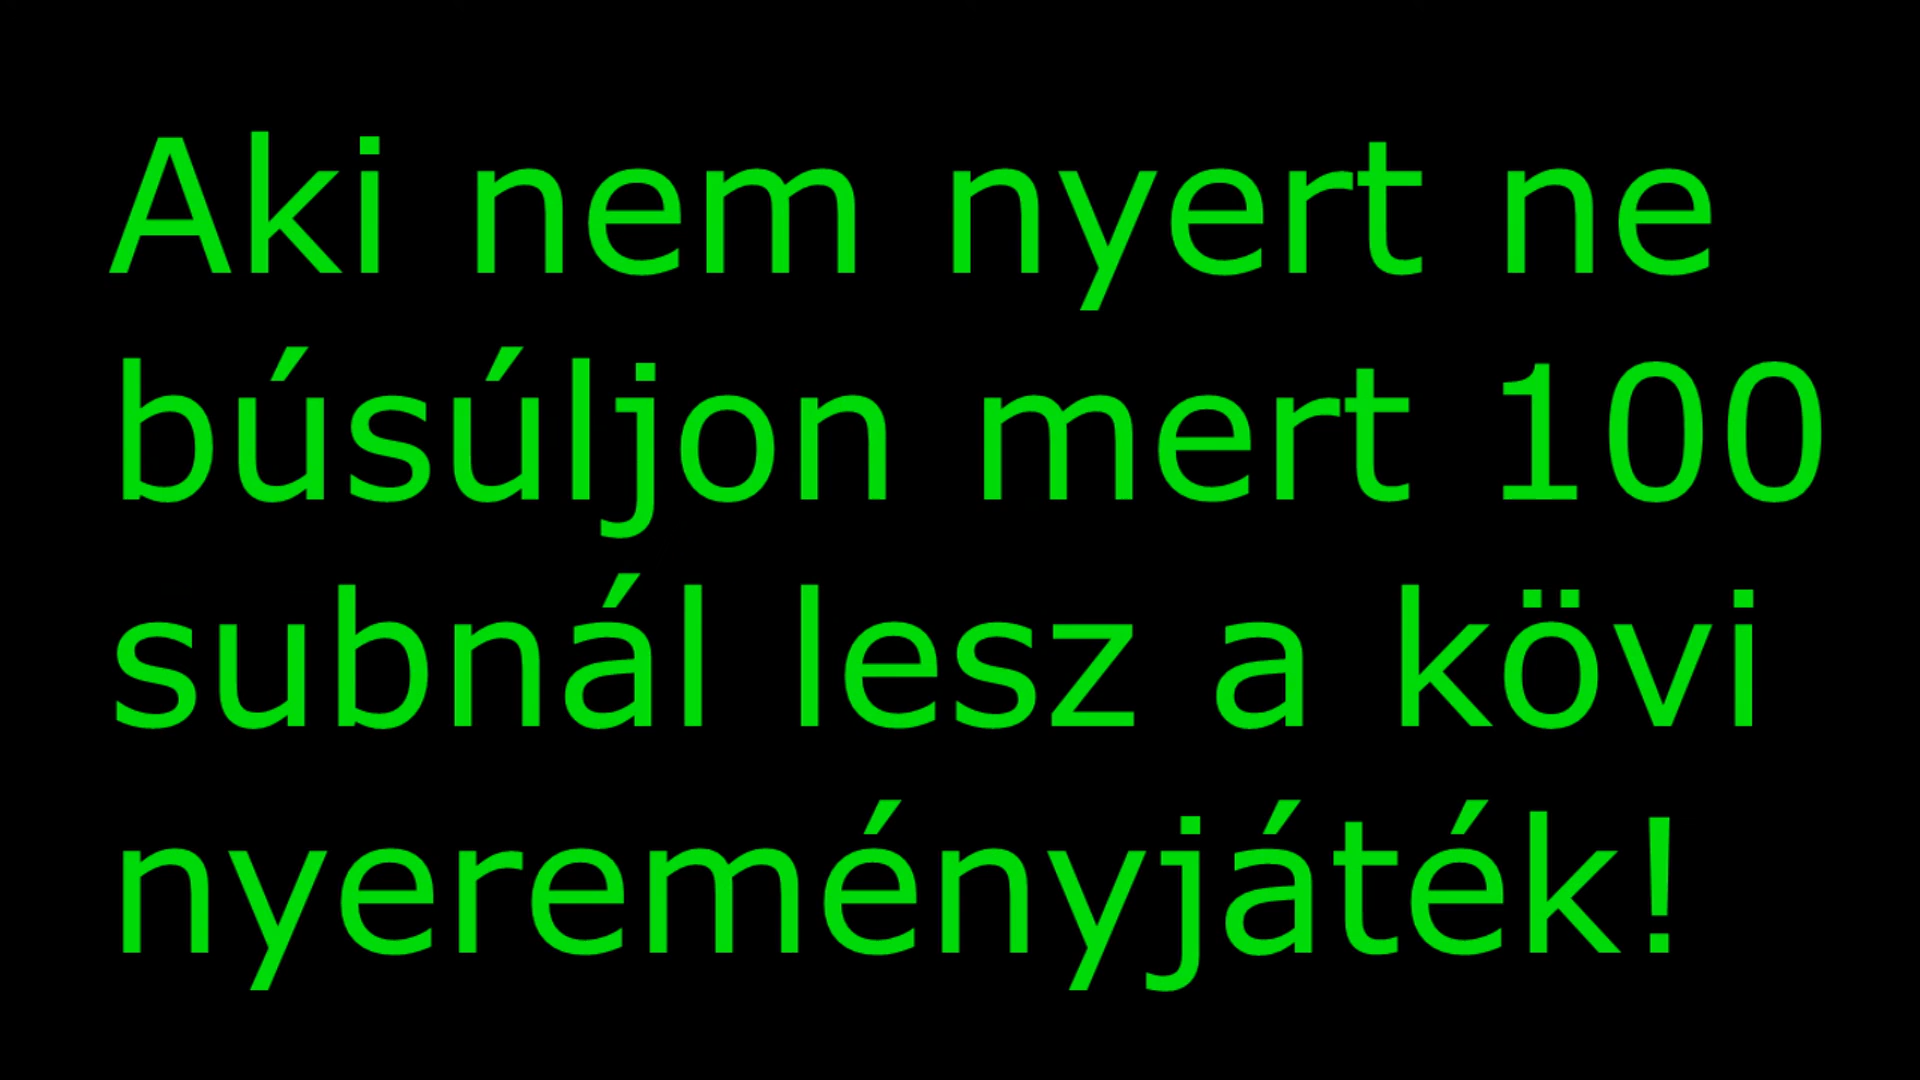 Aki nem nyert ne
búsúljon mert 100
subnál lesz a kövi
nyereményjáték!